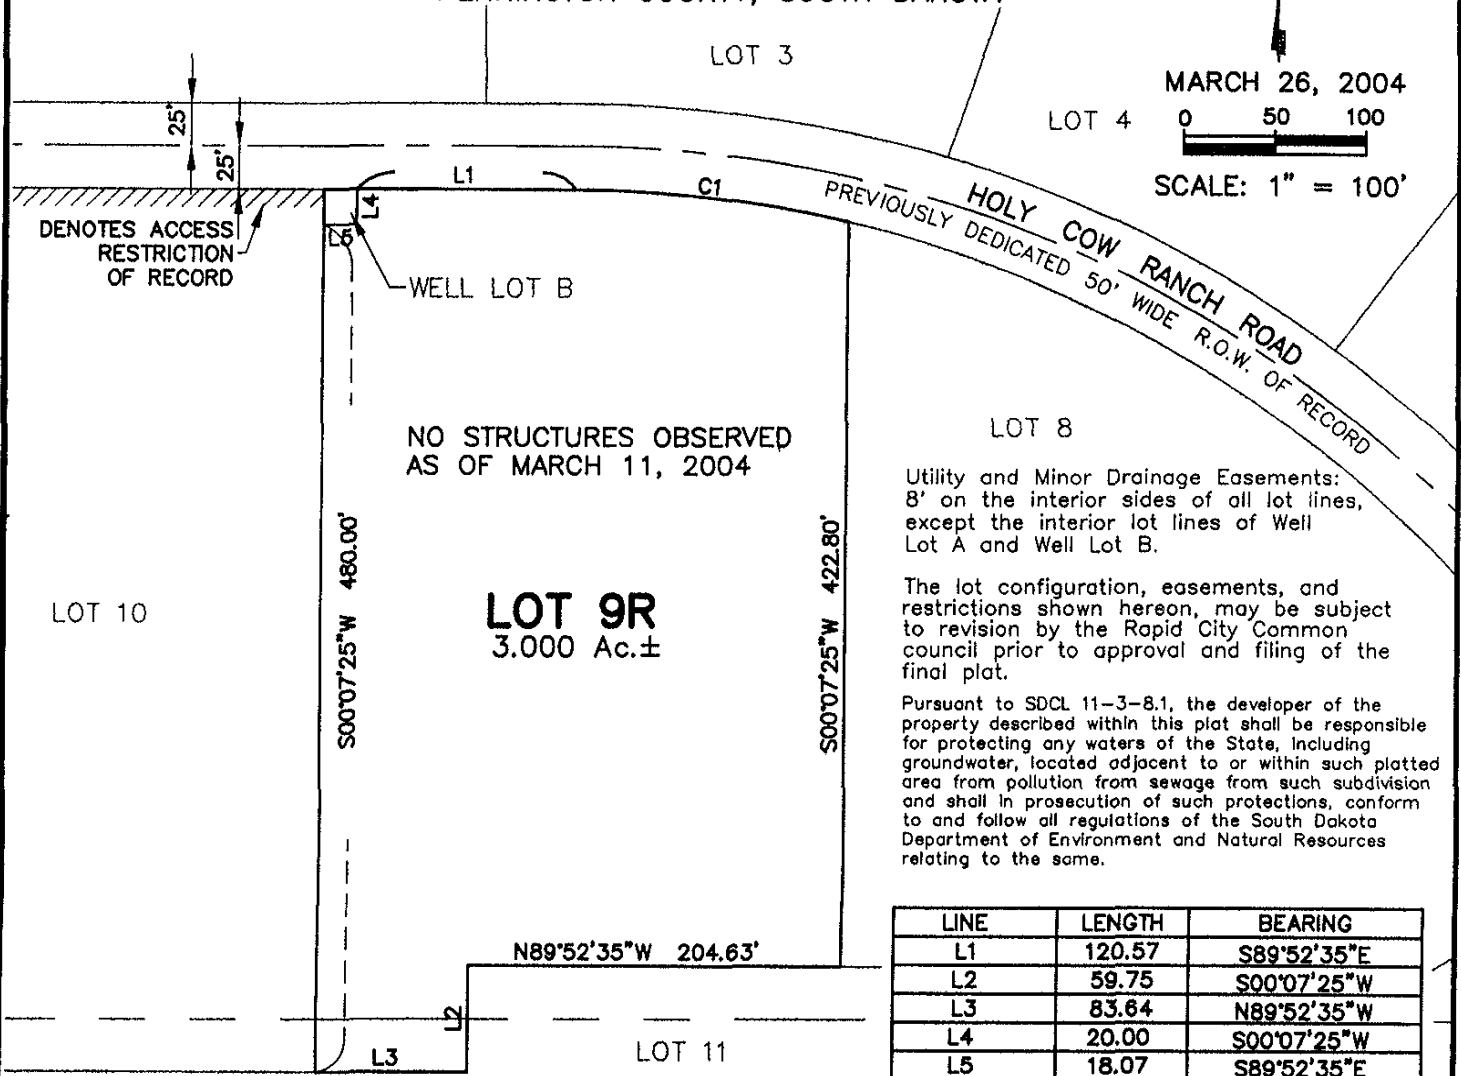 LOT 3
MARCH 26, 2004
0 50 100
SCALE: 1" = 100'
LOT 4
25'
25'
L1
C1
L4
L5
HOLY COW RANCH ROAD
PREVIOUSLY DEDICATED 50' WIDE R.O.W. OF RECORD
DENOTES ACCESS
RESTRICTION
OF RECORD
WELL LOT B
NO STRUCTURES OBSERVED
AS OF MARCH 11, 2004
LOT 8
Utility and Minor Drainage Easements:
8' on the interior sides of all lot lines,
except the interior lot lines of Well
Lot A and Well Lot B.
The lot configuration, easements, and
restrictions shown hereon, may be subject
to revision by the Rapid City Common
council prior to approval and filing of the
final plat.
Pursuant to SDCL 11-3-8.1, the developer of the
property described within this plat shall be responsible
for protecting any waters of the State, including
groundwater, located adjacent to or within such platted
area from pollution from sewage from such subdivision
and shall in prosecution of such protections, conform
to and follow all regulations of the South Dakota
Department of Environment and Natural Resources
relating to the same.
LOT 10
S00°07'25"W 480.00'
LOT 9R
3.000 Ac.±
S00°07'25"W 422.80'
N89°52'35"W 204.63'
L2
L3
LOT 11
LINE LENGTH BEARING
L1 120.57 S89°52'35"E
L2 59.75 S00°07'25"W
L3 83.64 N89°52'35"W
L4 20.00 S00°07'25"W
L5 18.07 S89°52'35"E